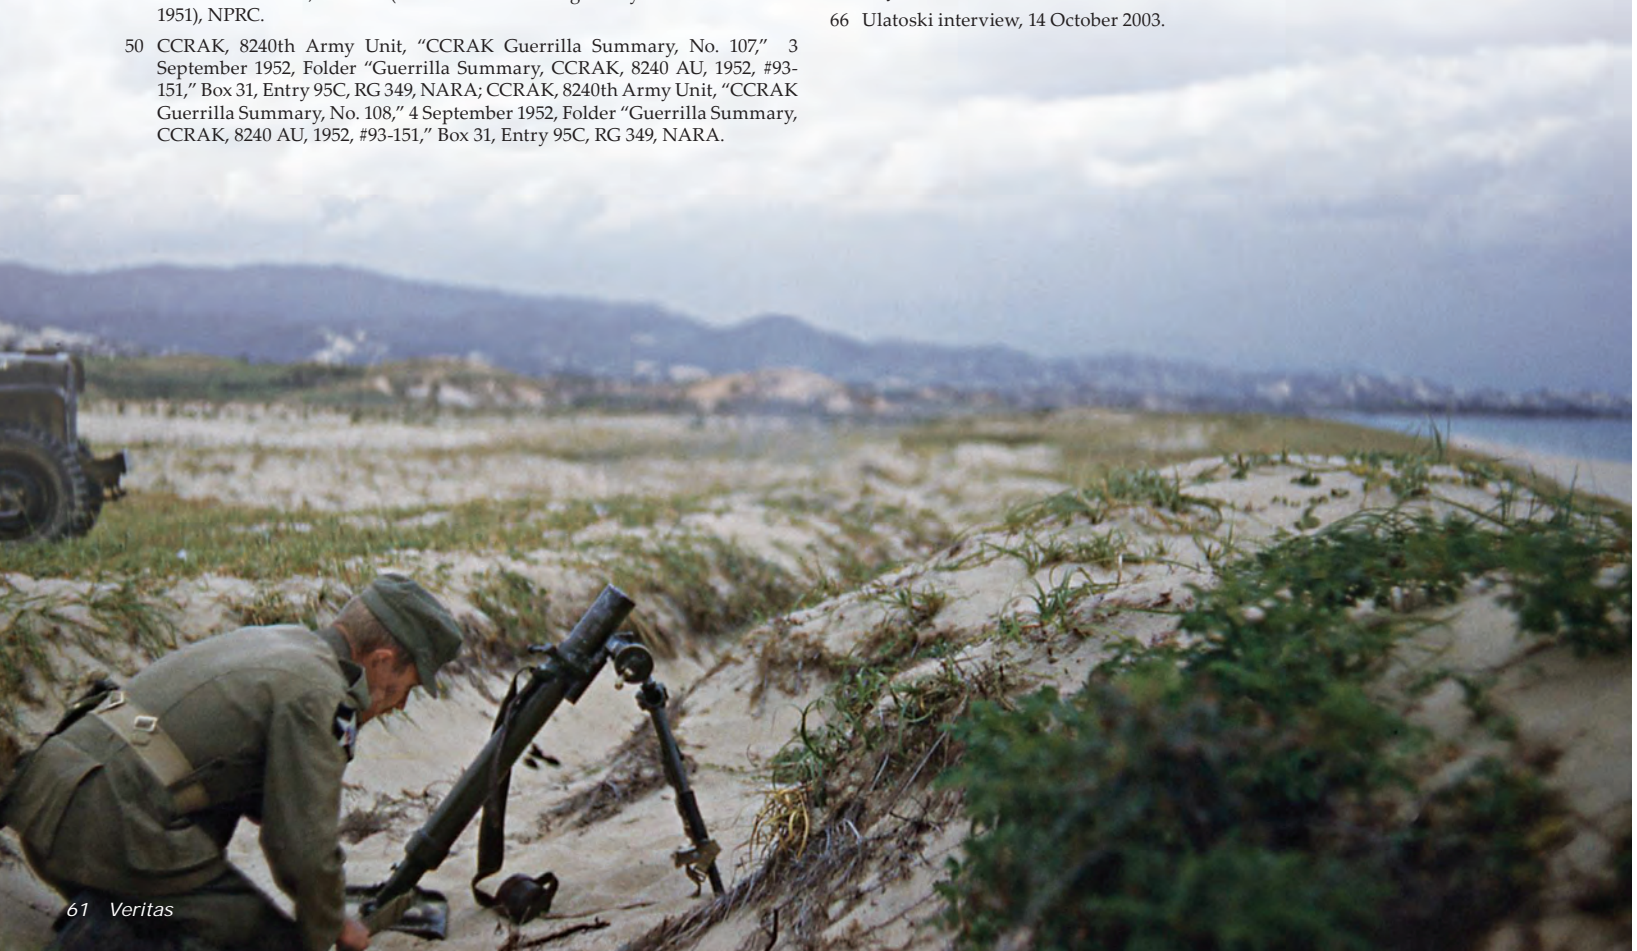 1951), NPRC.
50 CCRAK, 8240th Army Unit, “CCRAK Guerrilla Summary, No. 107,” 3
September 1952, Folder “Guerrilla Summary, CCRAK, 8240 AU, 1952, #93-
151,” Box 31, Entry 95C, RG 349, NARA; CCRAK, 8240th Army Unit, “CCRAK
Guerrilla Summary, No. 108,” 4 September 1952, Folder “Guerrilla Summary,
CCRAK, 8240 AU, 1952, #93-151,” Box 31, Entry 95C, RG 349, NARA.
66 Ulatoski interview, 14 October 2003.
61 Veritas